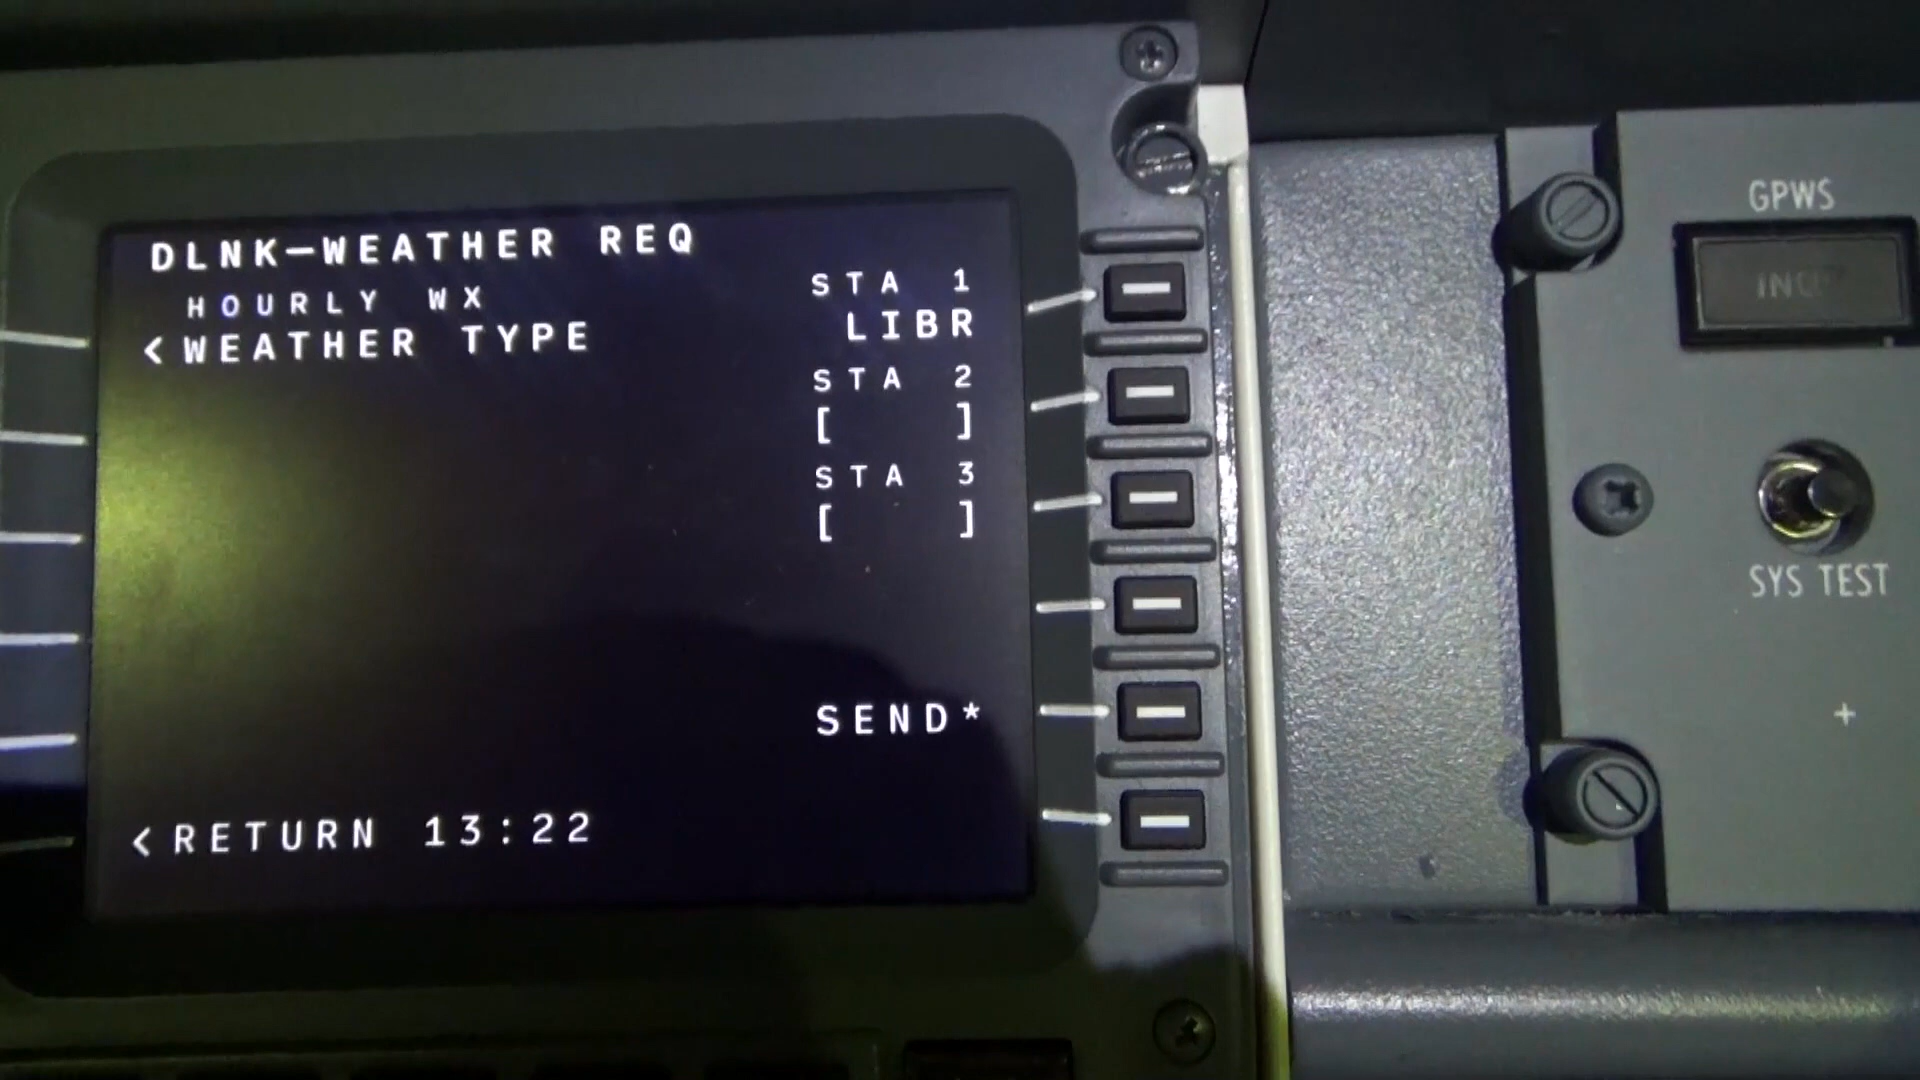 DLNK—WEATHER REQ
HOURLY WX STA 1
<WEATHER TYPE LIBR
STA 2
[ ]
STA 3
[ ]
SEND*
<RETURN 13:22
GPWS
SYS TEST